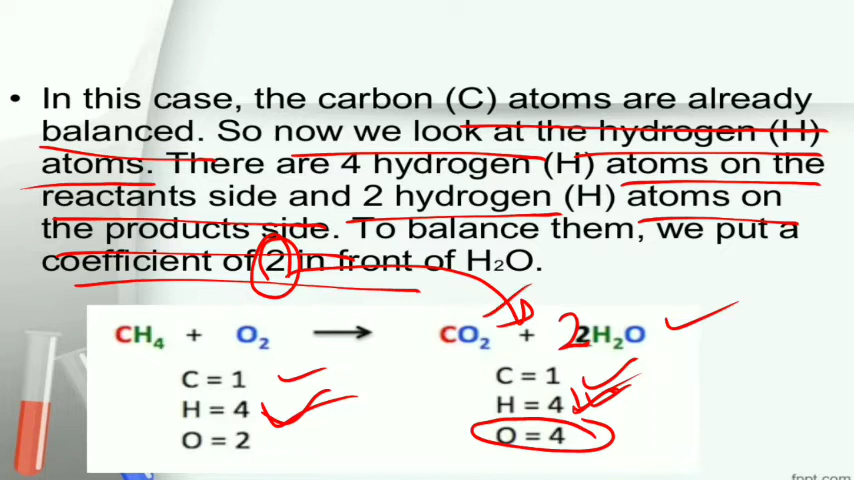 • In this case, the carbon (C) atoms are already
balanced. So now we look at the hydrogen (H)
atoms. There are 4 hydrogen (H) atoms on the
reactants side and 2 hydrogen (H) atoms on
the products side. To balance them, we put a
coefficient of 2 in front of H₂O.
CH₄ + O₂ → CO₂ + 2 2H₂O
C = 1 C = 1
H = 4 H = 4
O = 2 O = 4
fppt.com